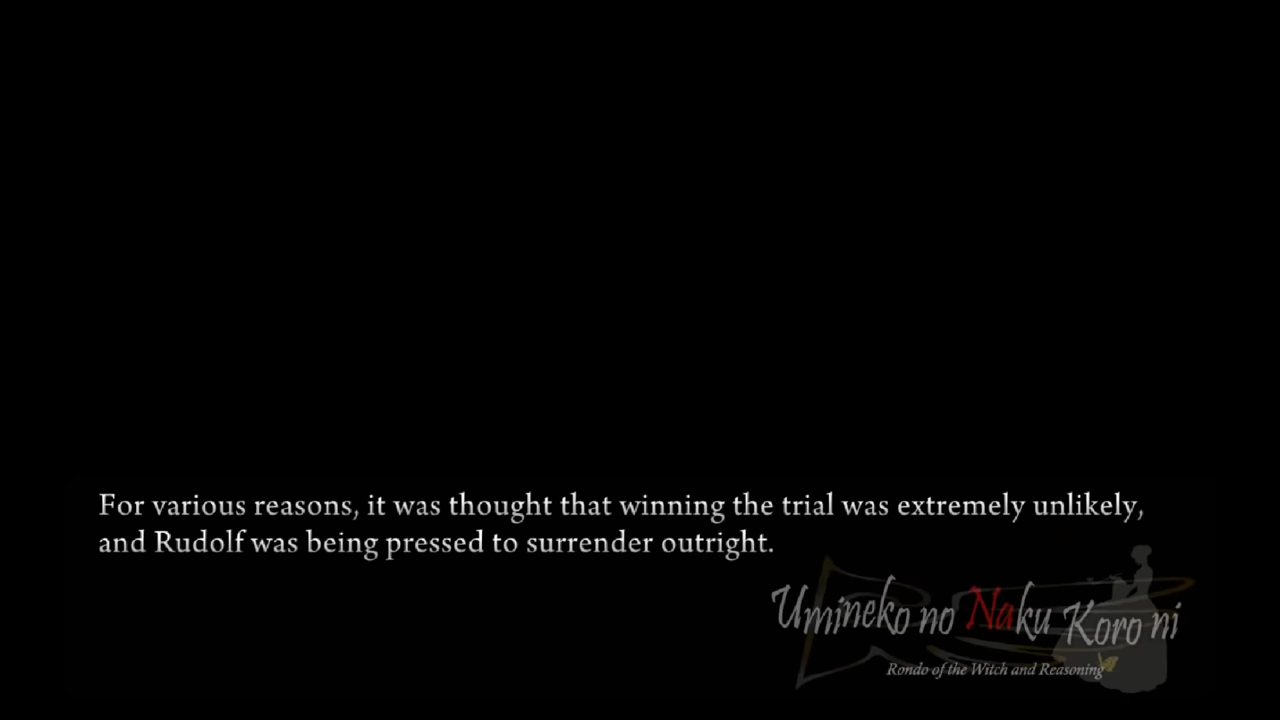 For various reasons, it was thought that winning the trial was extremely unlikely,
and Rudolf was being pressed to surrender outright.
Umineko no Naku Koro ni
Rondo of the Witch and Reasoning